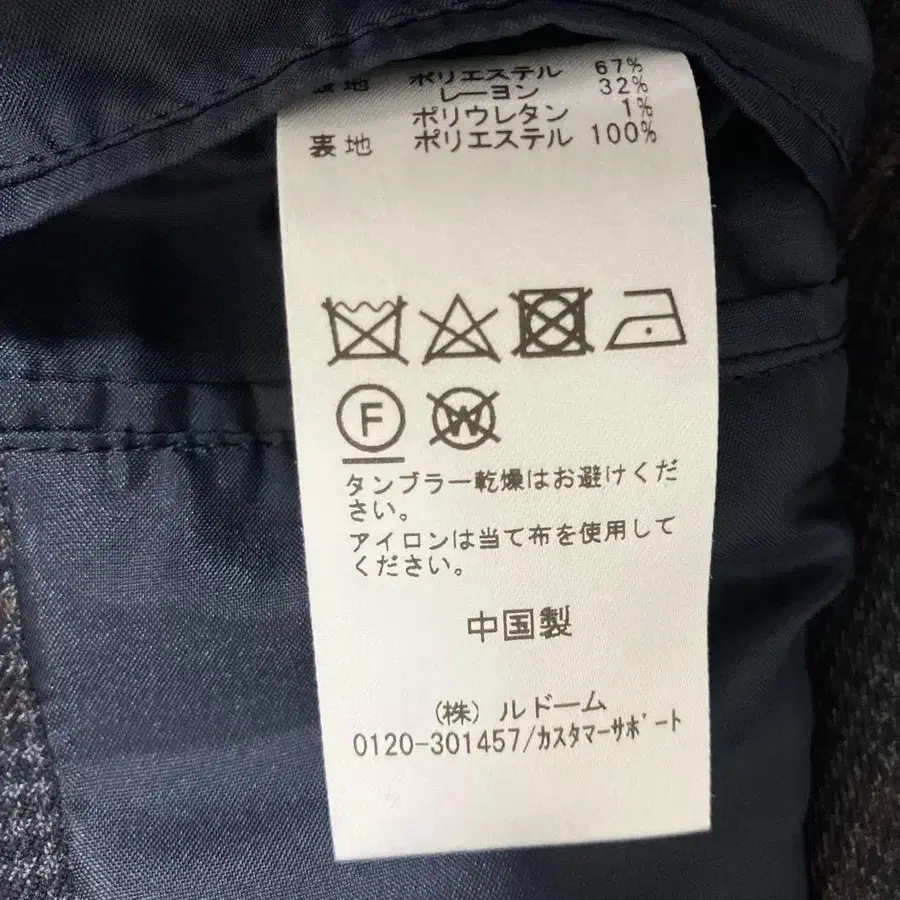 地 ポリエステル 67%
レーヨン 32%
ポリウレタン 1%
裏地 ポリエステル 100%
F W
タンブラー乾燥はお避けくだ
さい。
アイロンは当て布を使用して
ください。
中国製
(株) ルドーム
0120-301457/カスタマーサポート